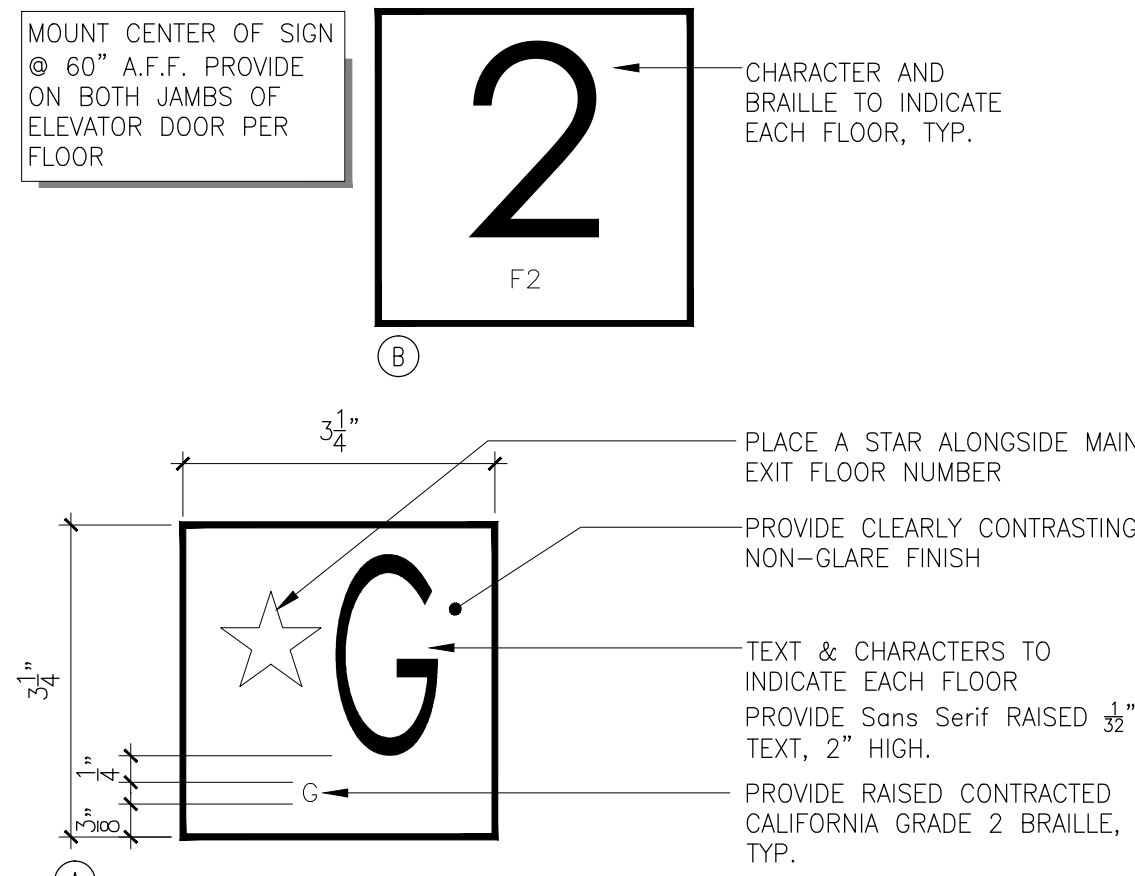 MOUNT CENTER OF SIGN
@ 60" A.F.F. PROVIDE
ON BOTH JAMBS OF
ELEVATOR DOOR PER
FLOOR
2
F2
CHARACTER AND
BRAILLE TO INDICATE
EACH FLOOR, TYP.
B
3 1/4"
PLACE A STAR ALONGSIDE MAIN
EXIT FLOOR NUMBER
PROVIDE CLEARLY CONTRASTING
NON-GLARE FINISH
G
3 1/4"
TEXT & CHARACTERS TO
INDICATE EACH FLOOR
PROVIDE Sans Serif RAISED 1/32"
TEXT, 2" HIGH.
1/4"
G
3/8"
PROVIDE RAISED CONTRACTED
CALIFORNIA GRADE 2 BRAILLE,
TYP.
A